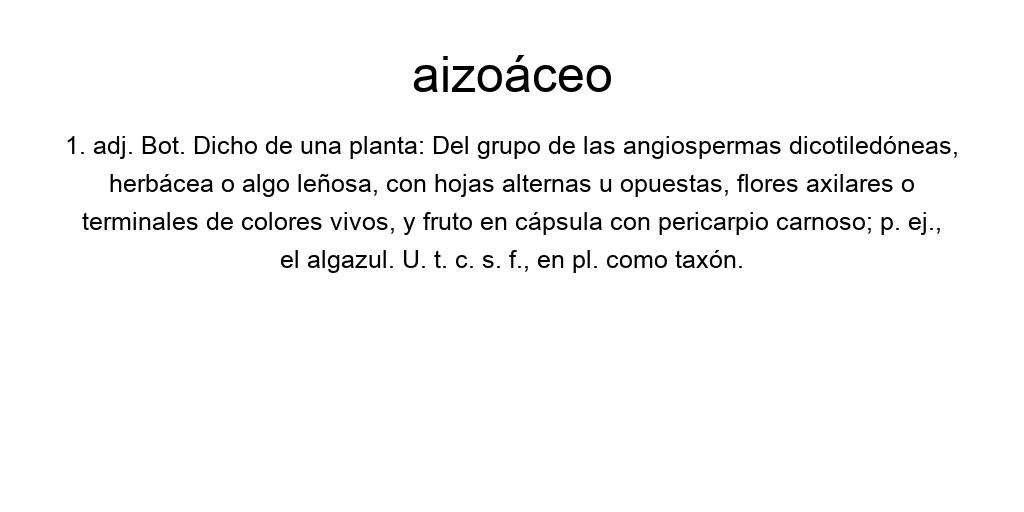 aizoáceo
1. adj. Bot. Dicho de una planta: Del grupo de las angiospermas dicotiledóneas,
herbácea o algo leñosa, con hojas alternas u opuestas, flores axilares o
terminales de colores vivos, y fruto en cápsula con pericarpio carnoso; p. ej.,
el algazul. U. t. c. s. f., en pl. como taxón.